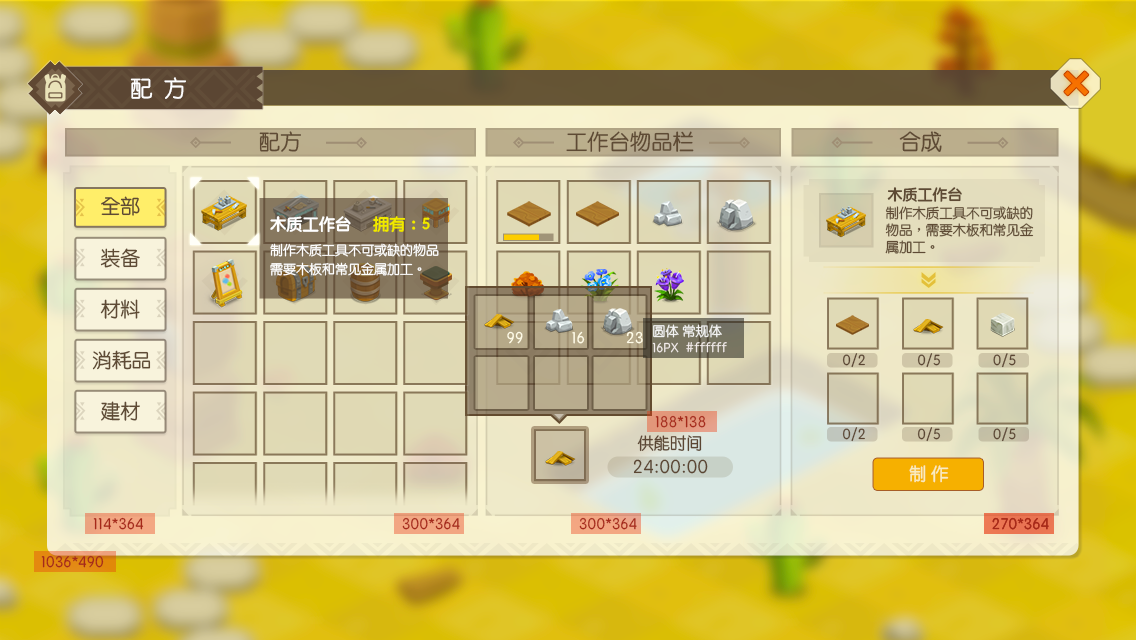 配方
配方
工作台物品栏
合成
全部
装备
材料
消耗品
建材
木质工作台 拥有：5
制作木质工具不可或缺的物品
需要木板和常见金属加工。
99
16
23
圆体 常规体
16PX #ffffff
188*138
供能时间
24:00:00
木质工作台
制作木质工具不可或缺的
物品，需要木板和常见金
属加工。
0/2
0/5
0/5
0/2
0/5
0/5
制作
114*364
300*364
300*364
270*364
1036*490